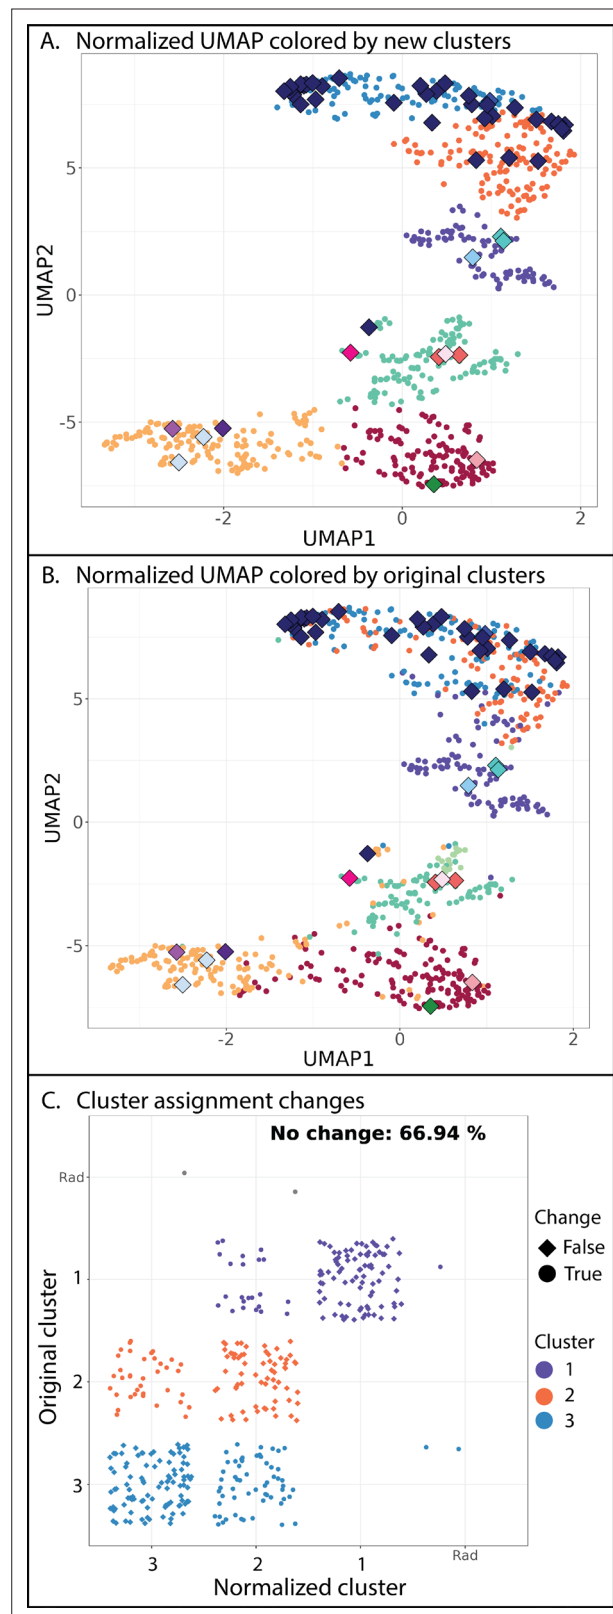 A. Normalized UMAP colored by new clusters
5
0
-5
UMAP2
-2
0
2
UMAP1
B. Normalized UMAP colored by original clusters
5
0
-5
UMAP2
-2
0
2
UMAP1
C. Cluster assignment changes
No change: 66.94 %
Rad
1
2
3
Original cluster
3
2
1
Rad
Normalized cluster
Change
False
True
Cluster
1
2
3